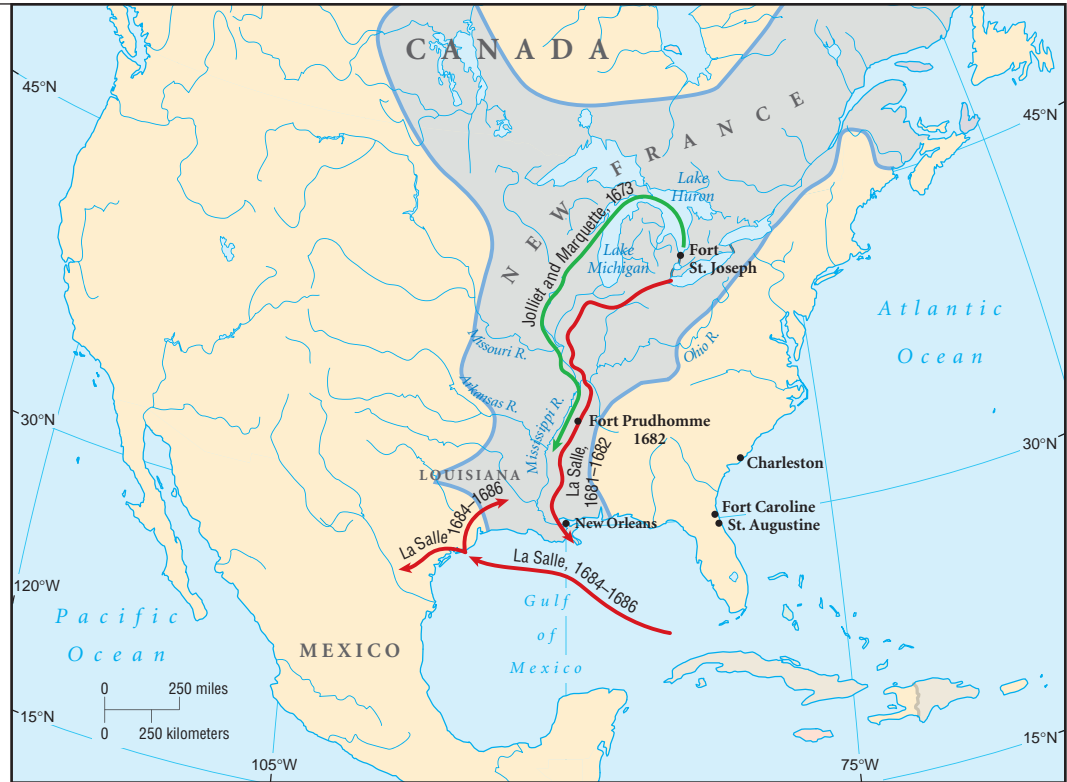 CANADA
45°N
45°N
NEW FRANCE
Lake
Huron
Jolliet and Marquette, 1673
Fort
St. Joseph
Lake
Michigan
Atlantic
Ocean
Missouri R.
Ohio R.
Arkansas R.
Mississippi R.
30°N
30°N
Fort Prudhomme
1682
La Salle,
1681–1682
Charleston
LOUISIANA
La Salle 1684–1686
Fort Caroline
St. Augustine
New Orleans
La Salle, 1684–1686
120°W
Gulf
of
Mexico
Pacific
Ocean
MEXICO
0 250 miles
0 250 kilometers
15°N
15°N
105°W
75°W